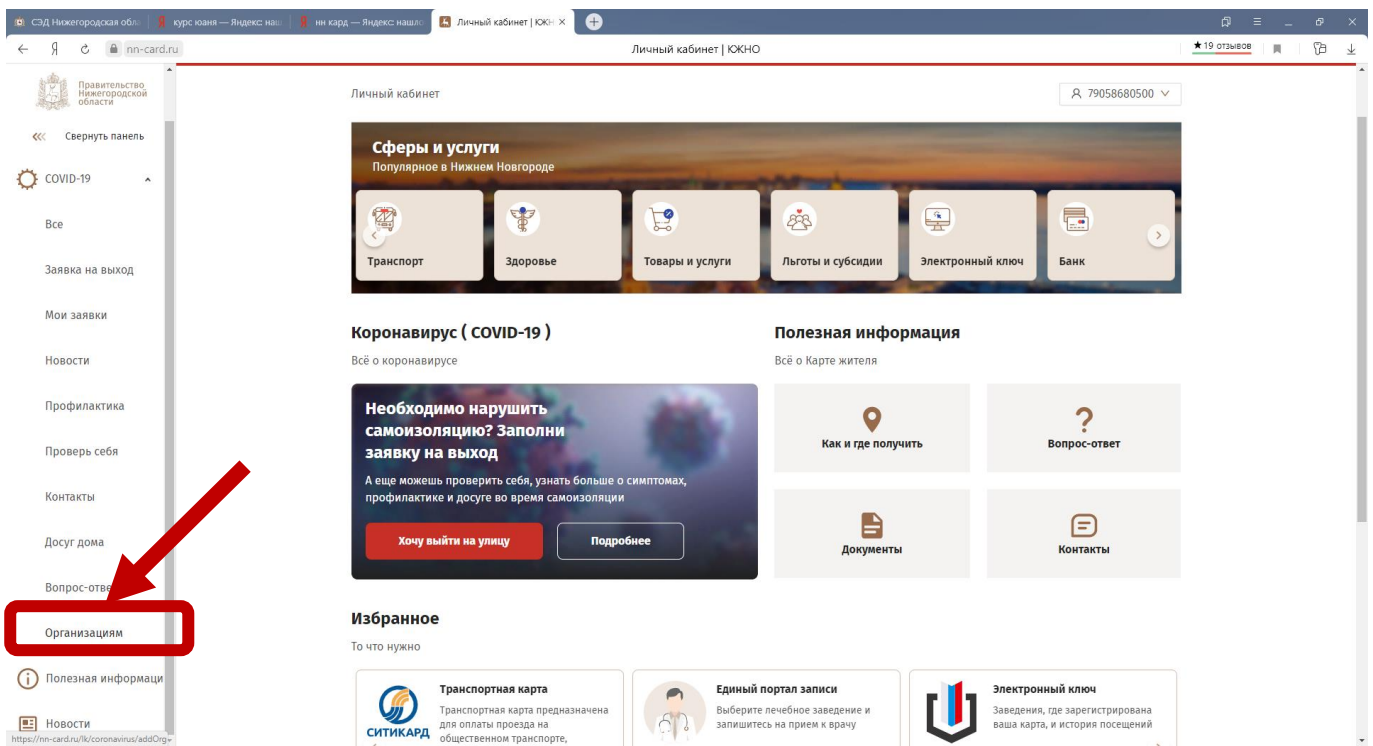 СЭД Нижегородская обла
курс юаня — Яндекс: наш
нн кард — Яндекс: нашло
Личный кабинет | КЖН
nn-card.ru
Личный кабинет | КЖНО
★ 19 отзывов
Правительство
Нижегородской
области
Свернуть панель
COVID-19
Все
Заявка на выход
Мои заявки
Новости
Профилактика
Проверь себя
Контакты
Досуг дома
Вопрос-отве
Организациям
Полезная информаци
Новости
https://nn-card.ru/lk/coronavirus/addOrg
Личный кабинет
79058680500
Сферы и услуги
Популярное в Нижнем Новгороде
Транспорт
Здоровье
Товары и услуги
Льготы и субсидии
Электронный ключ
Банк
Коронавирус ( COVID-19 )
Всё о коронавирусе
Необходимо нарушить
самоизоляцию? Заполни
заявку на выход
А еще можешь проверить себя, узнать больше о симптомах,
профилактике и досуге во время самоизоляции
Хочу выйти на улицу
Подробнее
Полезная информация
Всё о Карте жителя
Как и где получить
Вопрос-ответ
Документы
Контакты
Избранное
То что нужно
СИТИКАРД
Транспортная карта
Транспортная карта предназначена
для оплаты проезда на
общественном транспорте,
Единый портал записи
Выберите лечебное заведение и
запишитесь на прием к врачу
Электронный ключ
Заведения, где зарегистрирована
ваша карта, и история посещений